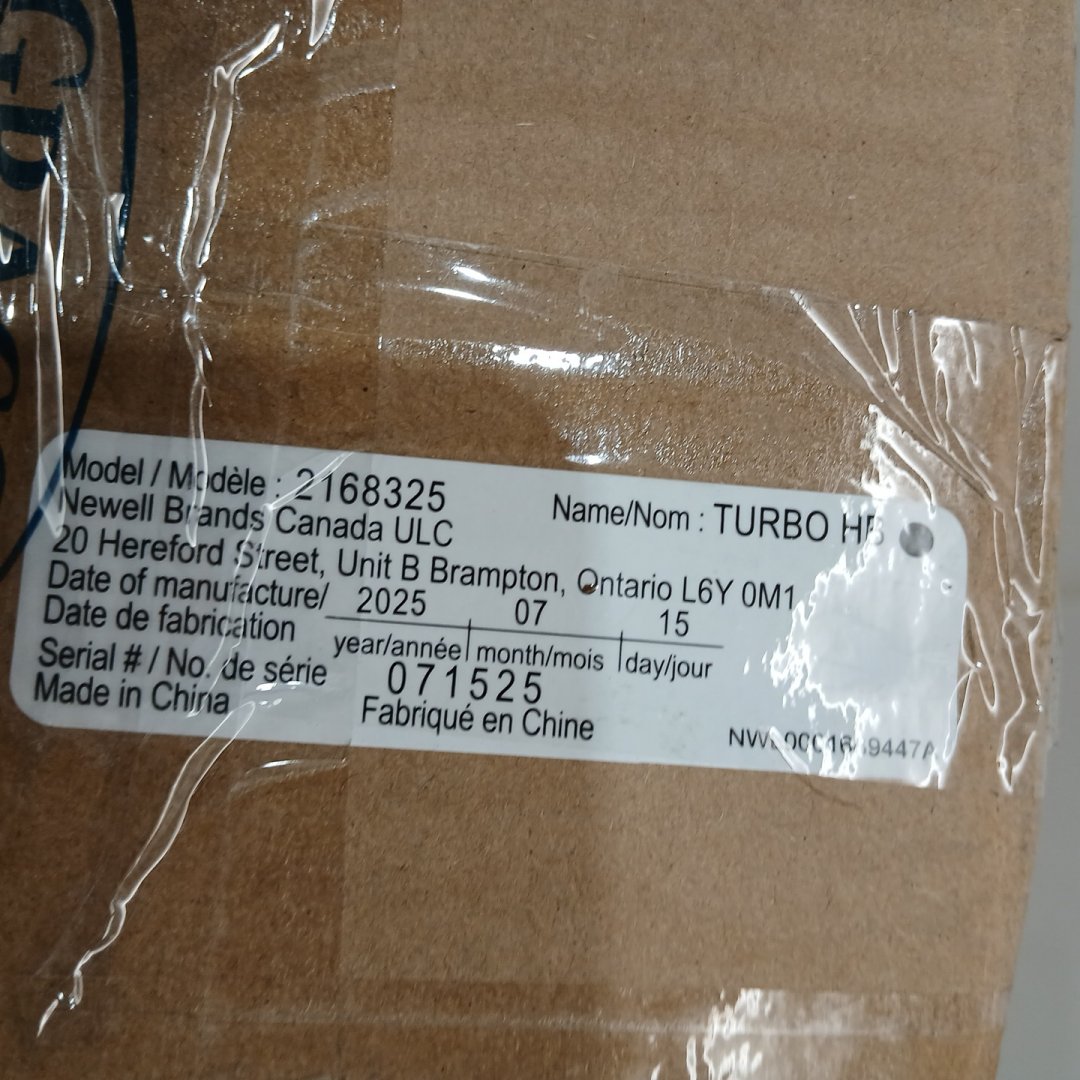 GRACO
Model / Modèle : 2168325
Name/Nom : TURBO HB
Newell Brands Canada ULC
20 Hereford Street, Unit B Brampton, Ontario L6Y 0M1
Date of manufacture/ 2025 07 15
Date de fabrication year/année month/mois day/jour
Serial # / No. de série 071525
Made in China Fabriqué en Chine